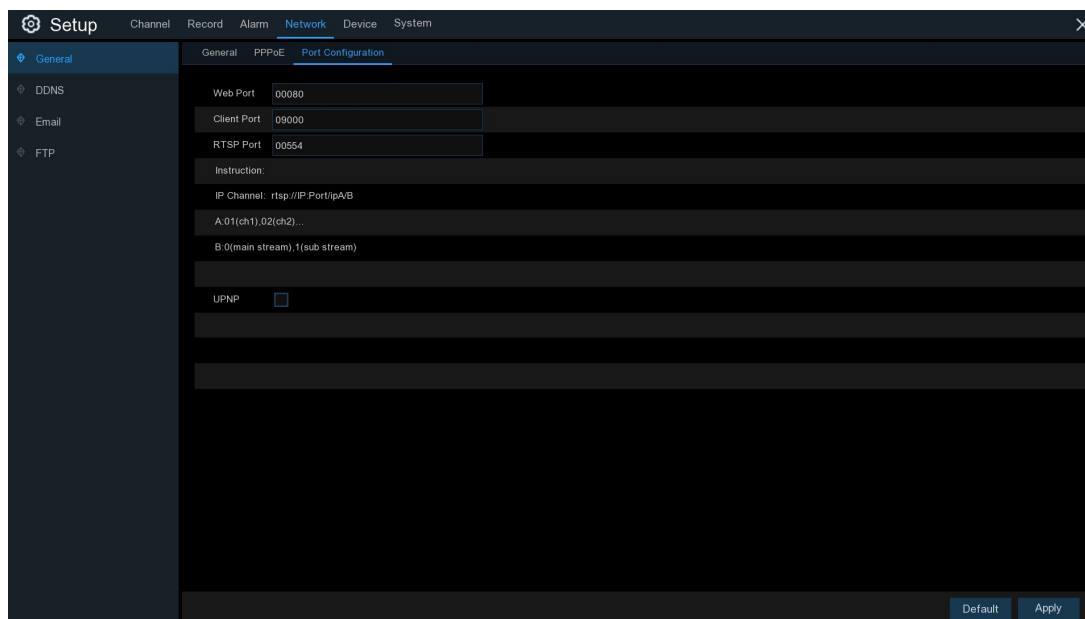 Setup Channel Record Alarm Network Device System
General General PPPoE Port Configuration
DDNS Web Port 00080
Email Client Port 09000
FTP RTSP Port 00554
Instruction:
IP Channel: rtsp://IP:Port/ipA/B
A:01(ch1),02(ch2)...
B:0(main stream),1(sub stream)
UPNP
Default Apply